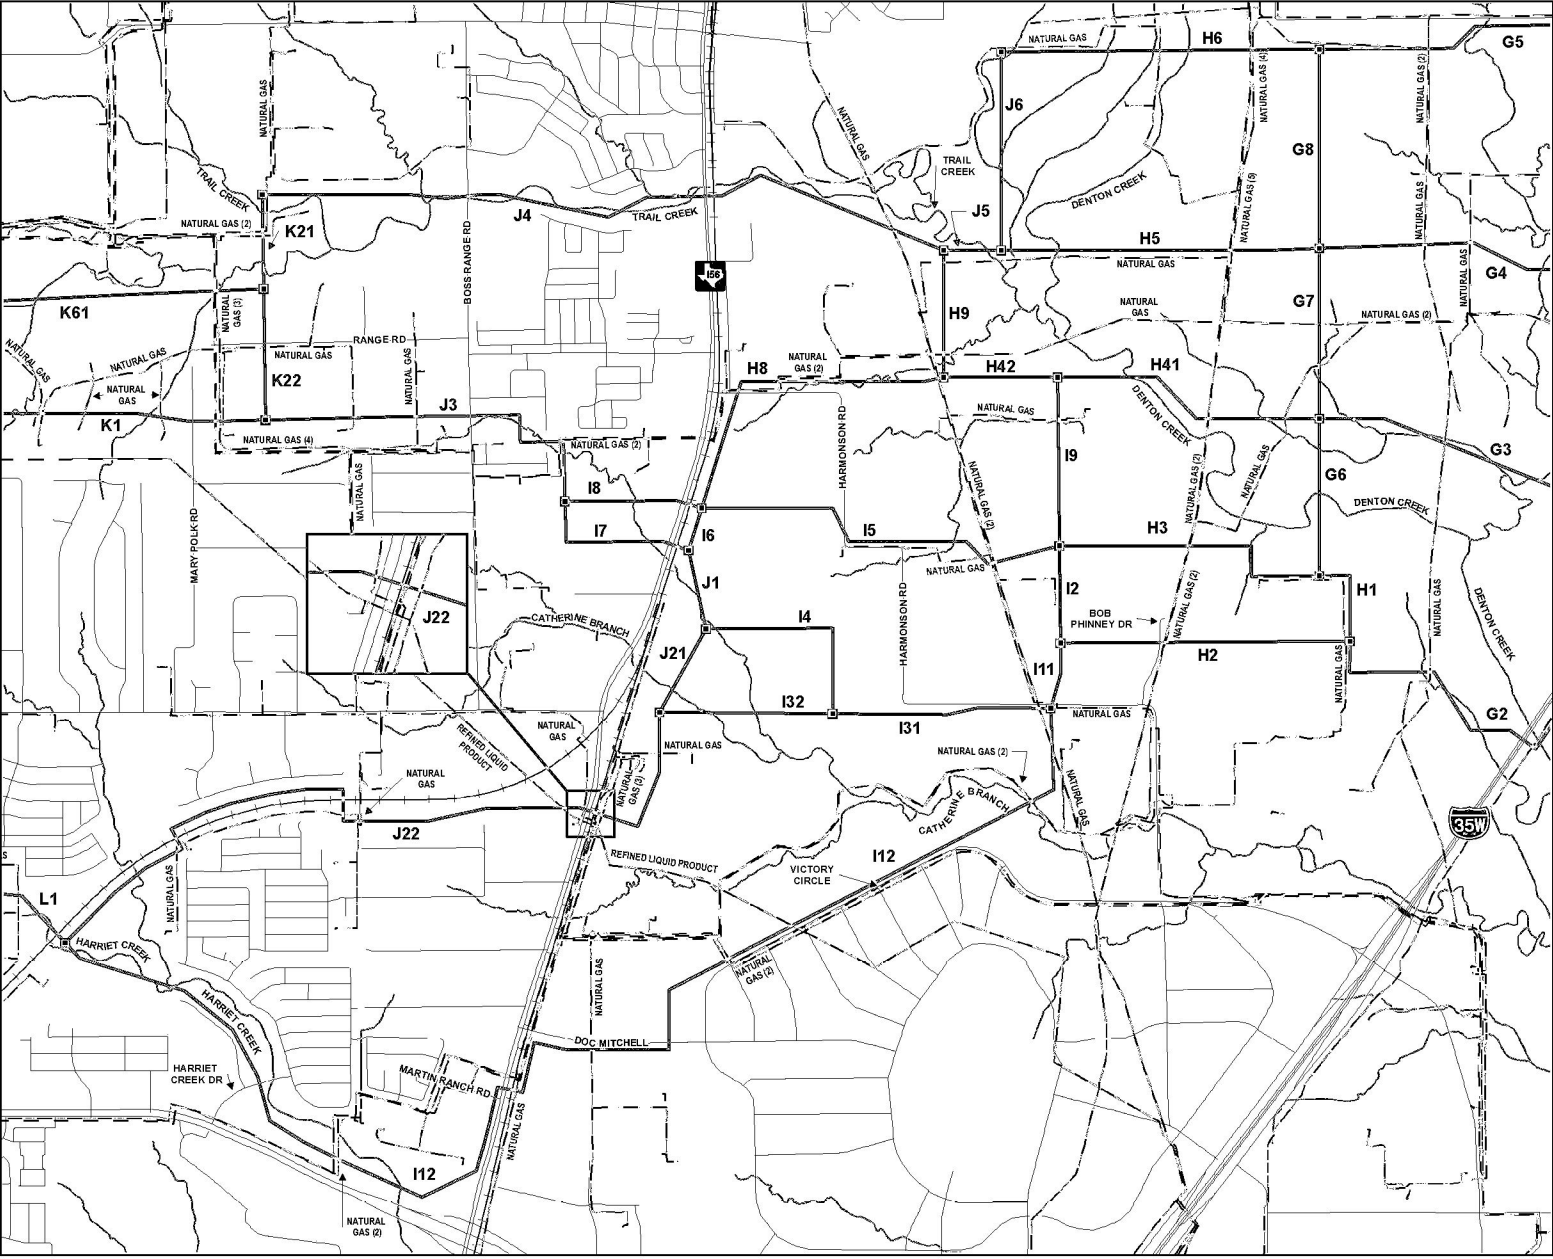 NATURAL GAS
H6
G5
NATURAL GAS
NATURAL GAS (4)
NATURAL GAS (2)
J6
NATURAL GAS
G8
TRAIL
CREEK
TRAIL CREEK
NATURAL GAS (5)
NATURAL GAS
DENTON CREEK
NATURAL GAS (2)
K21
J4
TRAIL CREEK
J5
H5
BOSS RANGE RD
NATURAL GAS
G4
156
NATURAL GAS
K61
NATURAL
GAS (3)
H9
NATURAL
GAS
G7
NATURAL GAS (2)
NATURAL GAS
RANGE RD
NATURAL GAS
NATURAL GAS
NATURAL GAS
NATURAL
GAS (2)
H8
H42
H41
K22
NATURAL
GAS
K1
J3
NATURAL GAS
HARMONSON RD
DENTON CREEK
NATURAL GAS (4)
NATURAL GAS (2)
I9
G3
NATURAL GAS
NATURAL GAS (2)
NATURAL GAS (2)
NATURAL GAS
G6
I8
DENTON CREEK
MARY POLK RD
I7
I6
I5
H3
NATURAL GAS
J1
I2
H1
NATURAL GAS (2)
NATURAL GAS
J22
CATHERINE BRANCH
I4
HARMONSON RD
BOB
PHINNEY DR
DENTON CREEK
J21
I11
H2
NATURAL GAS
I32
I31
NATURAL GAS
G2
REFINED LIQUID
PRODUCT
NATURAL
GAS
NATURAL GAS
NATURAL GAS (2)
NATURAL
GAS
NATURAL
GAS (3)
NATURAL GAS
CATHERINE BRANCH
J22
35W
REFINED LIQUID PRODUCT
I12
VICTORY
CIRCLE
S
NATURAL GAS
L1
HARRIET CREEK
NATURAL
GAS (2)
NATURAL GAS
HARRIET CREEK
DOC MITCHELL
HARRIET
CREEK DR
MARTIN RANCH RD
NATURAL GAS
I12
NATURAL
GAS (2)